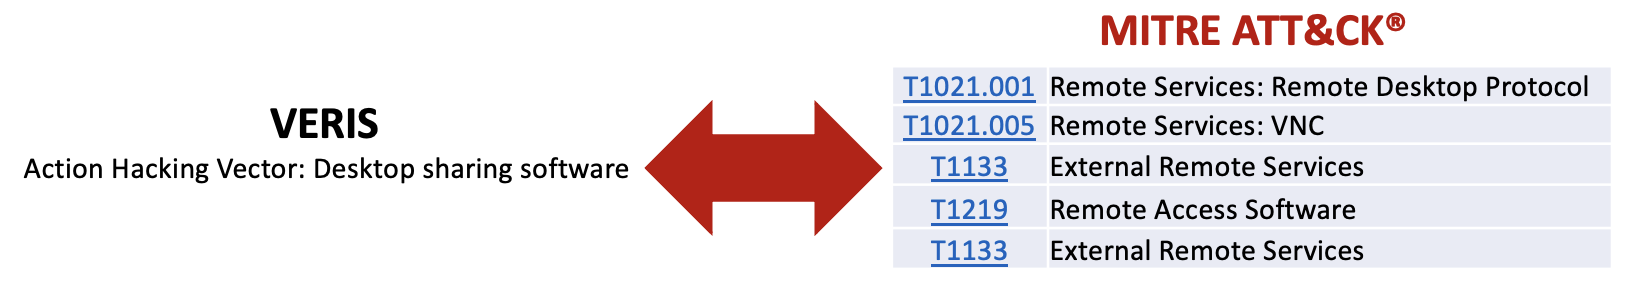 MITRE ATT&CK®
VERIS
Action Hacking Vector: Desktop sharing software
T1021.001 Remote Services: Remote Desktop Protocol
T1021.005 Remote Services: VNC
T1133 External Remote Services
T1219 Remote Access Software
T1133 External Remote Services